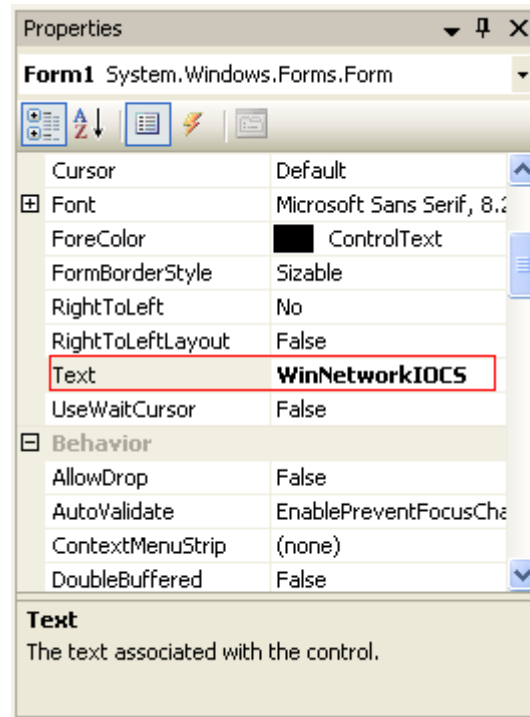 Properties
Form1 System.Windows.Forms.Form
A
Z
Cursor Default
Font Microsoft Sans Serif, 8.2
ForeColor ControlText
FormBorderStyle Sizable
RightToLeft No
RightToLeftLayout False
Text WinNetworkIOCS
UseWaitCursor False
Behavior
AllowDrop False
AutoValidate EnablePreventFocusCha
ContextMenuStrip (none)
DoubleBuffered False
Text
The text associated with the control.